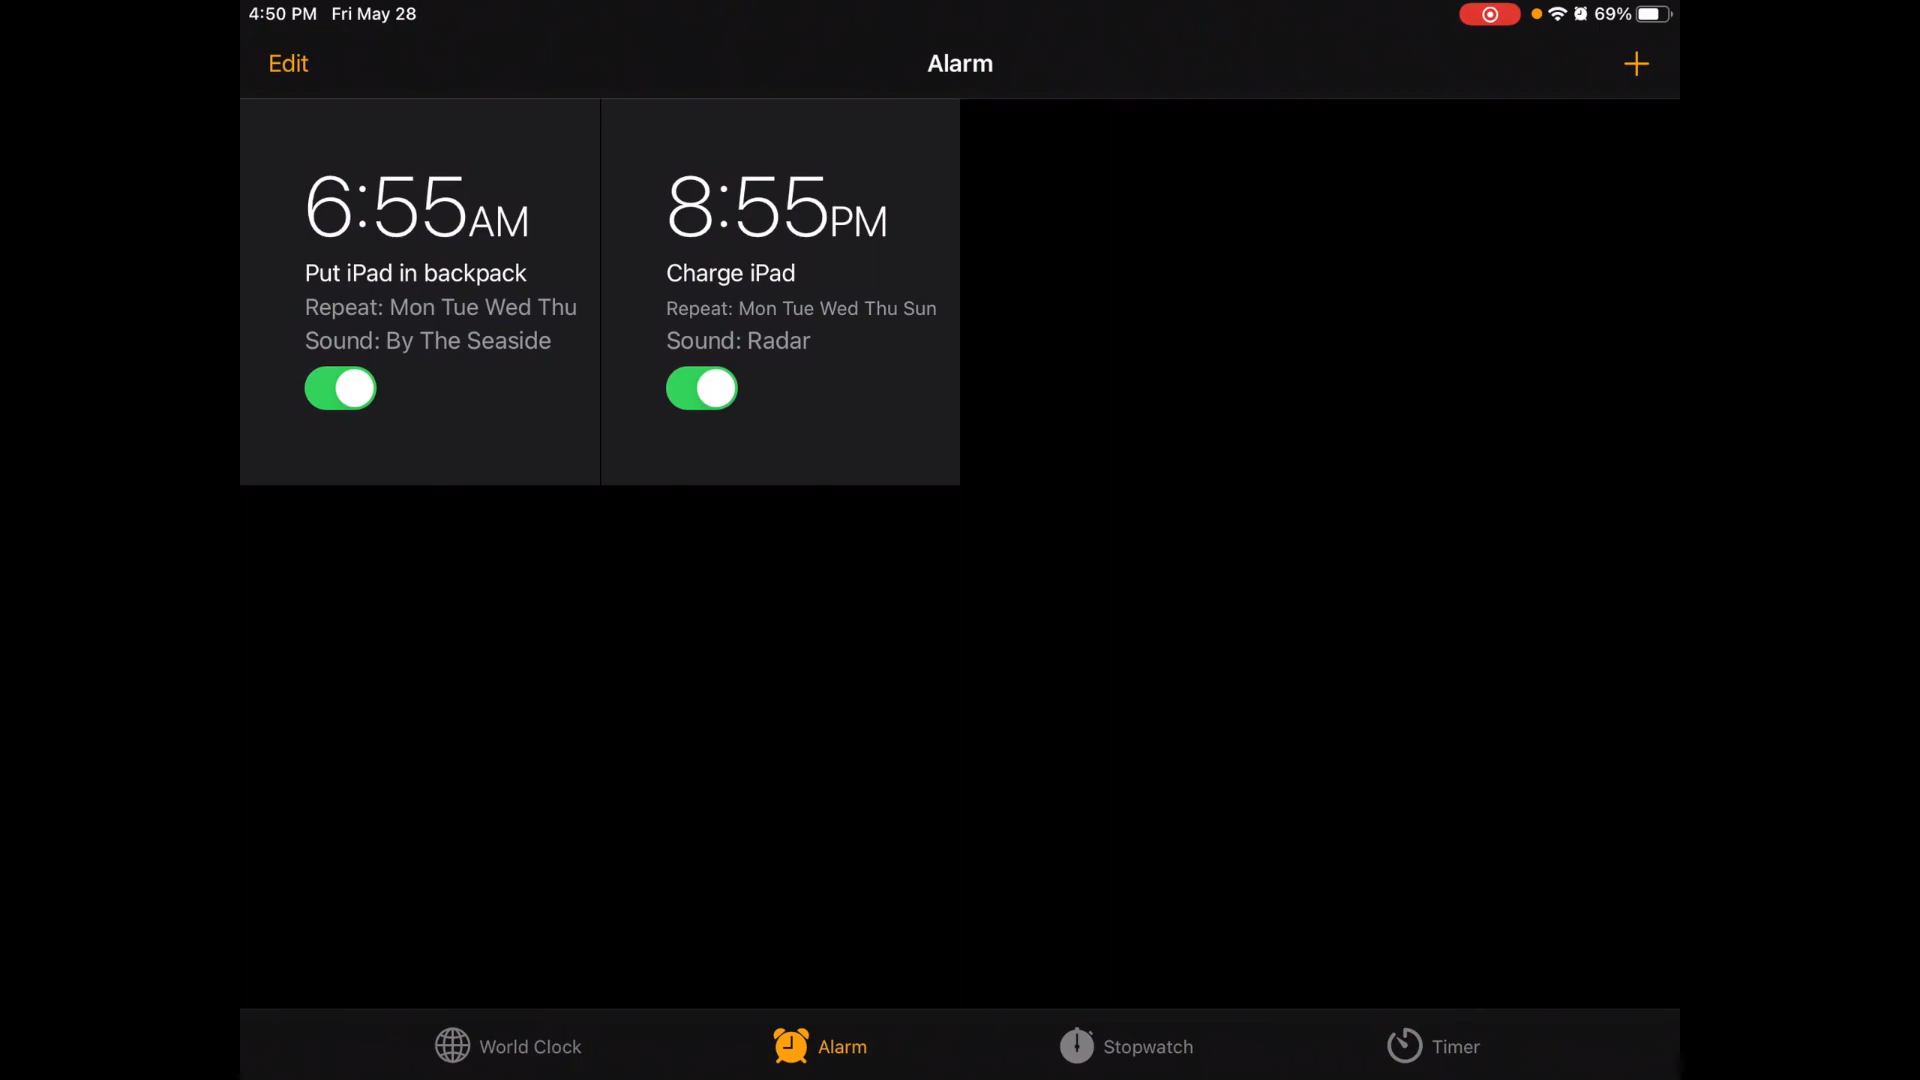 4:50 PM Fri May 28
69%
Edit
Alarm
6:55AM
Put iPad in backpack
Repeat: Mon Tue Wed Thu
Sound: By The Seaside
8:55PM
Charge iPad
Repeat: Mon Tue Wed Thu Sun
Sound: Radar
World Clock
Alarm
Stopwatch
Timer